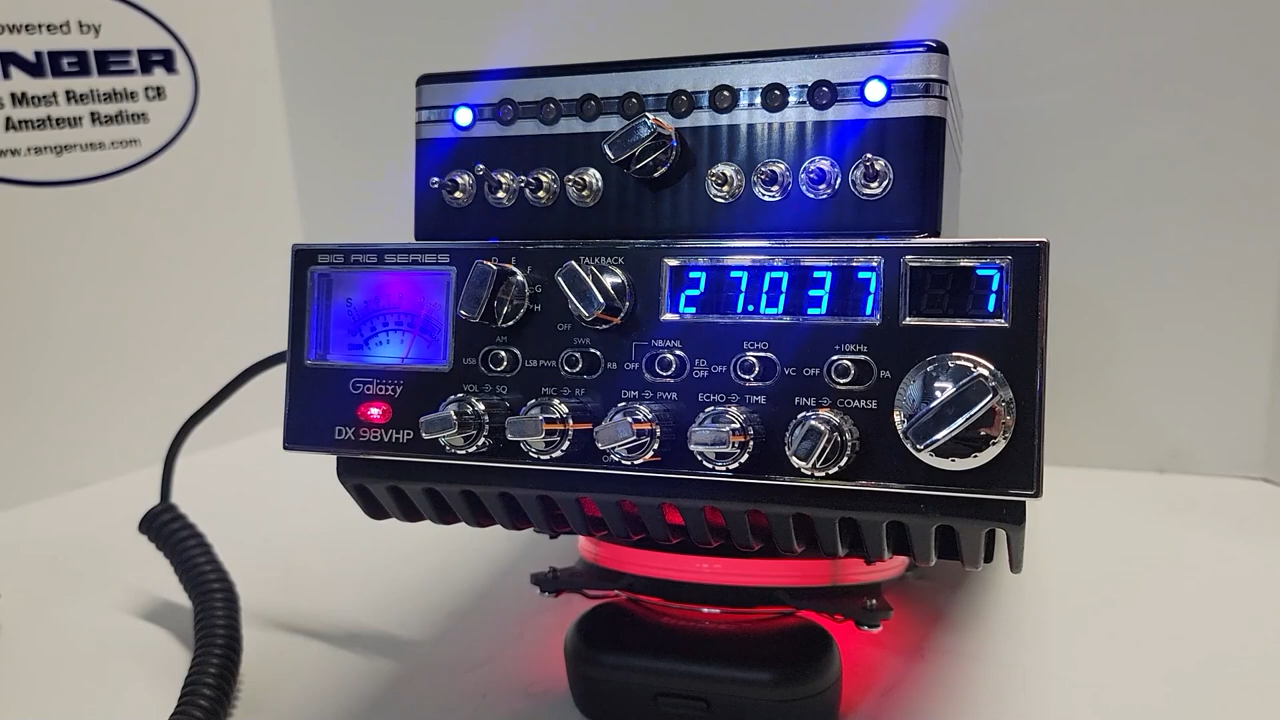 owered by
NGER
s Most Reliable CB
Amateur Radios
ww.rangerusa.com
BIG RIG SERIES
D E F G H
TALKBACK
OFF
27.037
7
S
AM
USB LSB
SWR
PWR RB
NB/ANL
OFF
F.D.
OFF
ECHO
OFF VC
+10KHz
OFF PA
Galaxy
DX 98VHP
VOL SQ
MIC RF
DIM PWR
ECHO TIME
FINE COARSE